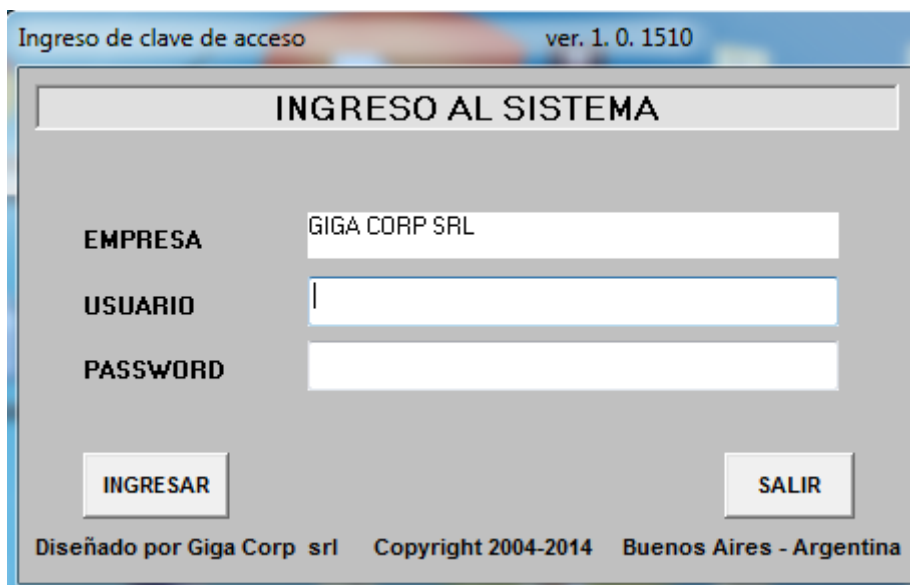 Ingreso de clave de acceso ver. 1. 0. 1510
INGRESO AL SISTEMA
EMPRESA GIGA CORP SRL
USUARIO
PASSWORD
INGRESAR SALIR
Diseñado por Giga Corp srl Copyright 2004-2014 Buenos Aires - Argentina